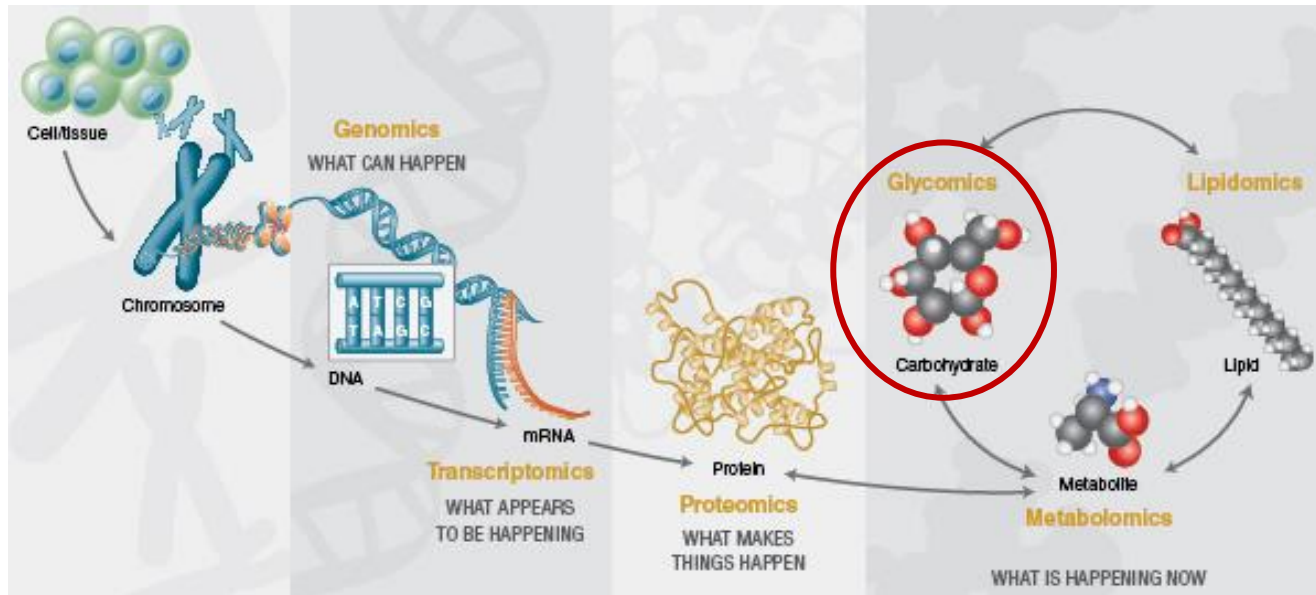 Cell/tissue
Chromosome
Genomics
WHAT CAN HAPPEN
A T C G
T A G C
DNA
mRNA
Transcriptomics
WHAT APPEARS
TO BE HAPPENING
Protein
Proteomics
WHAT MAKES
THINGS HAPPEN
Glycomics
Carbohydrate
Lipidomics
Lipid
Metabolite
Metabolomics
WHAT IS HAPPENING NOW